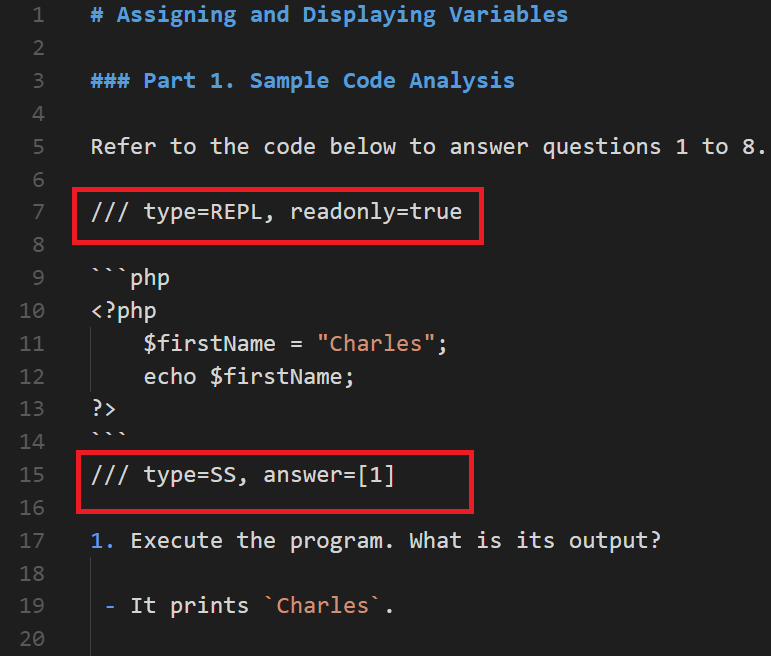 1 # Assigning and Displaying Variables
2
3 ### Part 1. Sample Code Analysis
4
5 Refer to the code below to answer questions 1 to 8.
6
7 /// type=REPL, readonly=true
8
9 ```php
10 <?php
11 $firstName = "Charles";
12 echo $firstName;
13 ?>
14 ```
15 /// type=SS, answer=[1]
16
17 1. Execute the program. What is its output?
18
19 - It prints `Charles`.
20